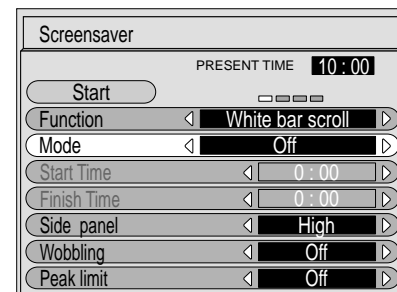 Screensaver
PRESENT TIME 10 : 00
Start
Function White bar scroll
Mode Off
Start Time 0 : 00
Finish Time 0 : 00
Side panel High
Wobbling Off
Peak limit Off